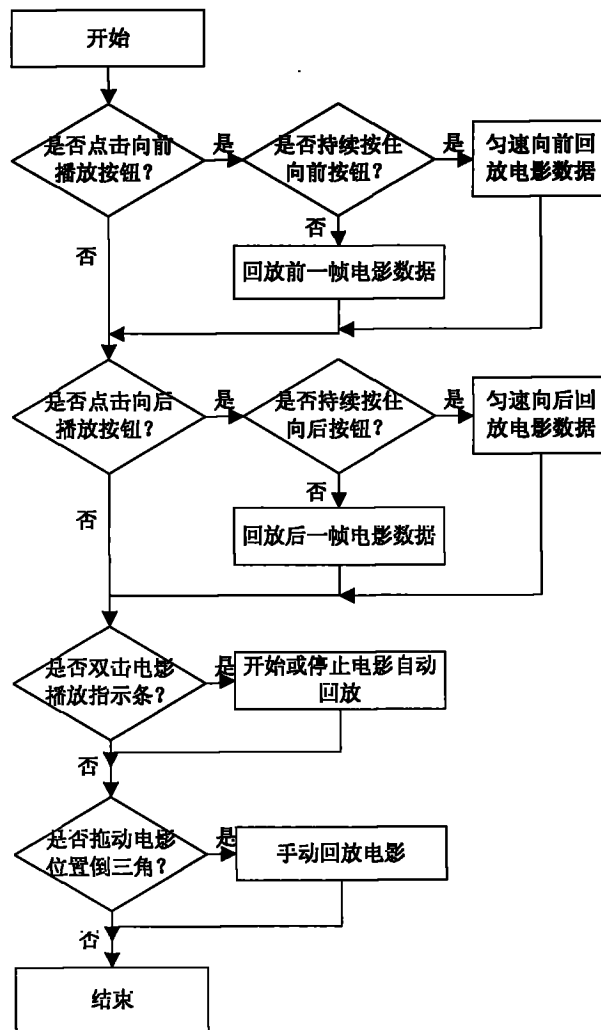 开始
是否点击向前
播放按钮？
是
是否持续按住
向前按钮？
是
匀速向前回
放电影数据
否
否
回放前一帧电影数据
是否点击向后
播放按钮？
是
是否持续按住
向后按钮？
是
匀速向后回
放电影数据
否
否
回放后一帧电影数据
是否双击电影
播放指示条？
是
开始或停止电影自动
回放
否
是否拖动电影
位置倒三角？
是
手动回放电影
否
结束